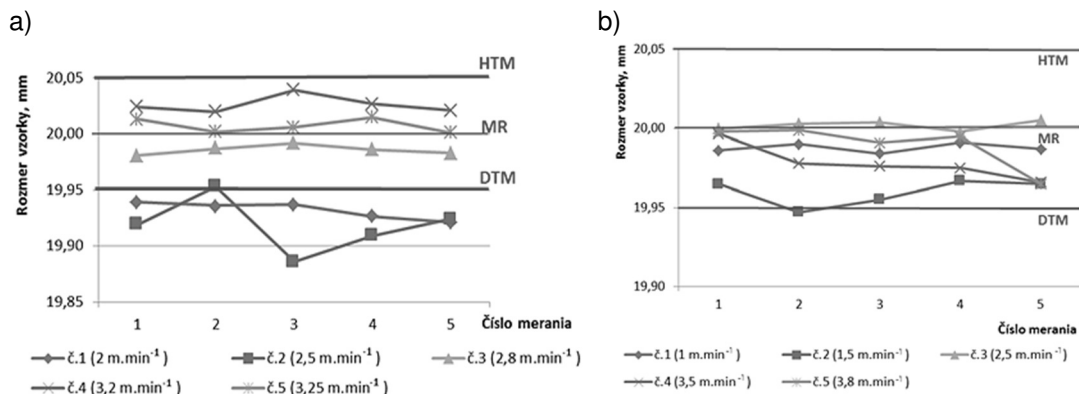 a)
HTM
20,05
MR
20,00
DTM
19,95
19,90
19,85
Rozmer vzorky, mm
1 2 3 4 5 Číslo merania
č.1 (2 m.min⁻¹) č.2 (2,5 m.min⁻¹) č.3 (2,8 m.min⁻¹)
č.4 (3,2 m.min⁻¹) č.5 (3,25 m.min⁻¹)
b)
20,05
HTM
20,00
MR
19,95
DTM
19,90
Rozmer vzorky, mm
1 2 3 4 5
Číslo merania
č.1 (1 m.min⁻¹) č.2 (1,5 m.min⁻¹) č.3 (2,5 m.min⁻¹)
č.4 (3,5 m.min⁻¹) č.5 (3,8 m.min⁻¹)